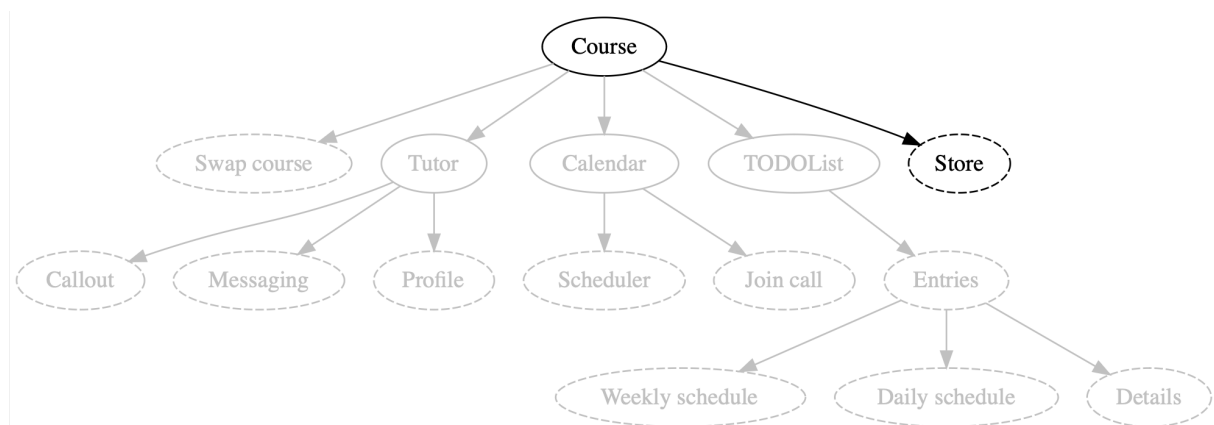 Course
Swap course
Tutor
Calendar
TODOList
Store
Callout
Messaging
Profile
Scheduler
Join call
Entries
Weekly schedule
Daily schedule
Details